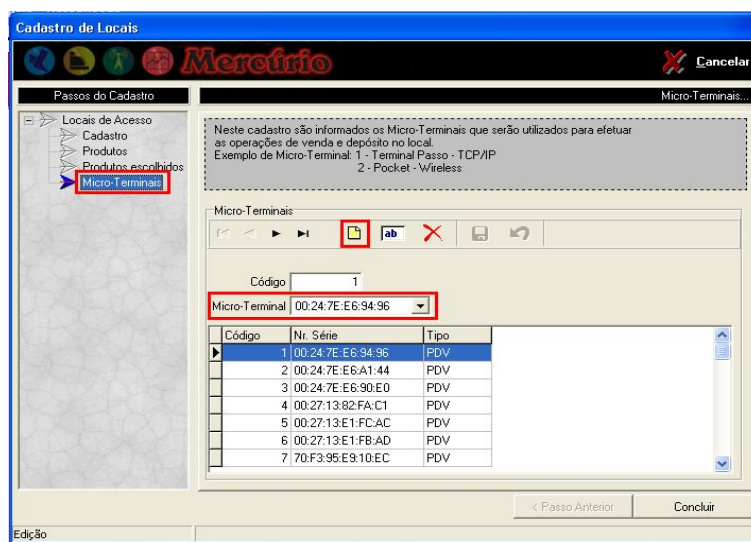 Cadastro de Locais
Mercúrio
Cancelar
Passos do Cadastro
Micro-Terminais...
Locais de Acesso
Cadastro
Produtos
Produtos escolhidos
Micro-Terminais
Neste cadastro são informados os Micro-Terminais que serão utilizados para efetuar
as operações de venda e depósito no local.
Exemplo de Micro-Terminal: 1 - Terminal Passo - TCP/IP
2 - Pocket - Wireless
Micro-Terminais
ab
Código 1
Micro-Terminal 00:24:7E:E6:94:96
Código Nr. Série Tipo
1 00:24:7E:E6:94:96 PDV
2 00:24:7E:E6:A1:44 PDV
3 00:24:7E:E6:90:E0 PDV
4 00:27:13:82:FA:C1 PDV
5 00:27:13:E1:FC:AC PDV
6 00:27:13:E1:FB:AD PDV
7 70:F3:95:E9:10:EC PDV
< Passo Anterior Concluir
Edição